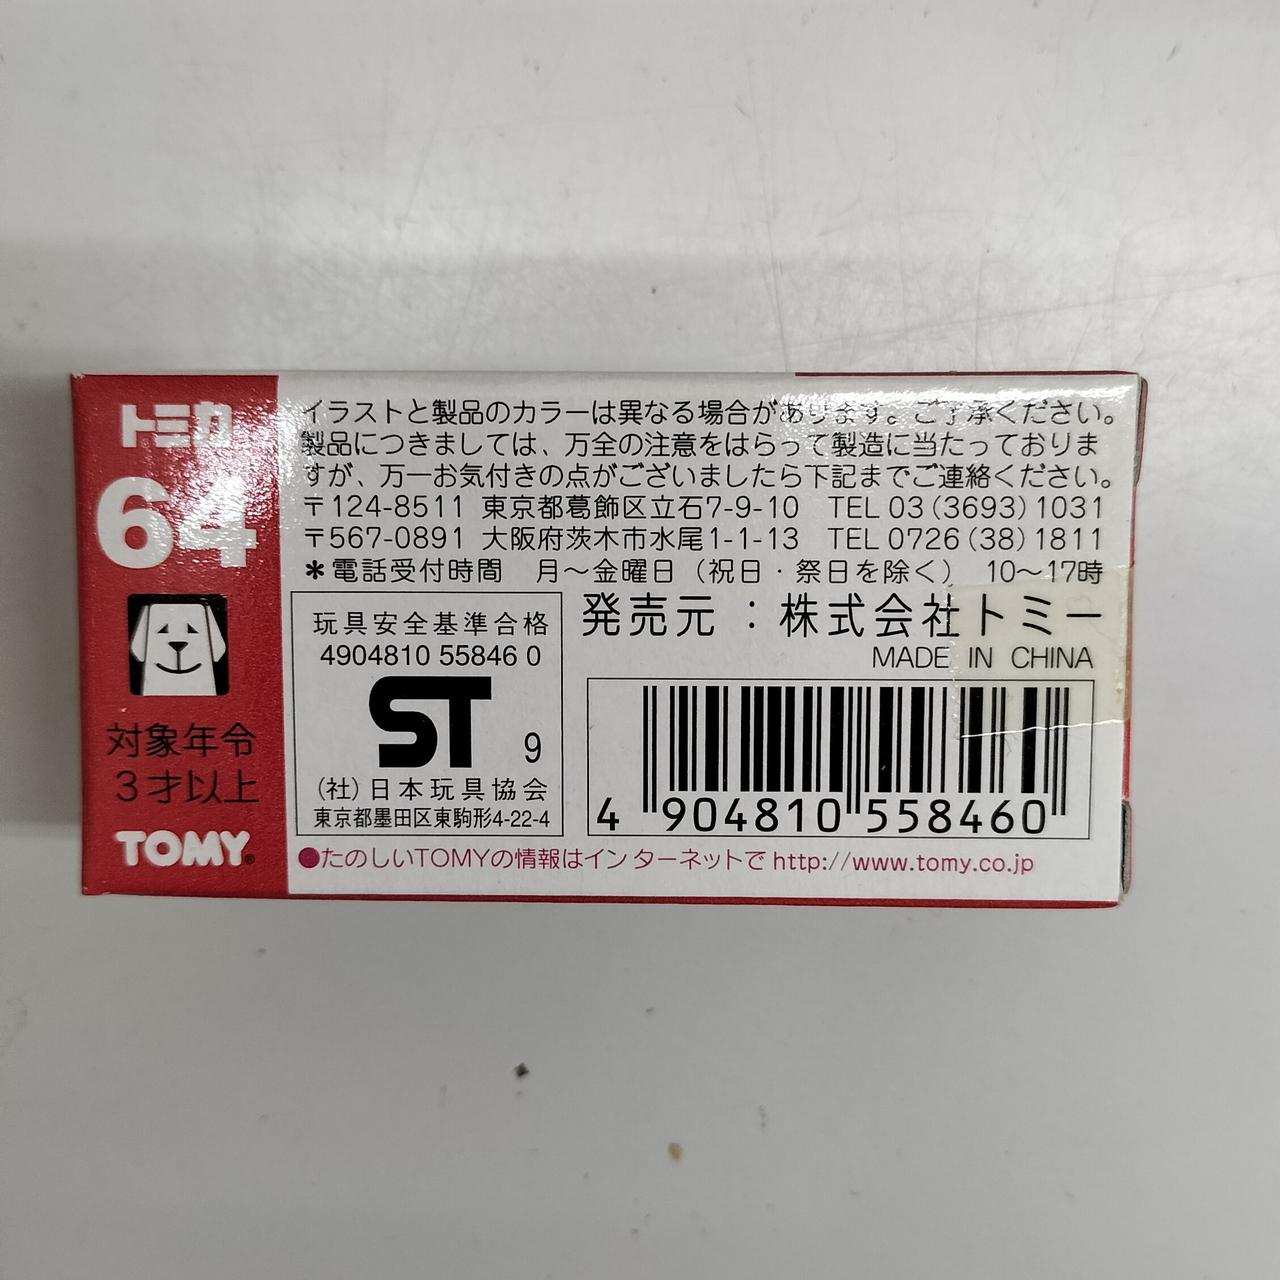 トミカ
64
対象年令
3才以上
TOMY
イラストと製品のカラーは異なる場合があります。ご了承ください。
製品につきましては、万全の注意をはらって製造に当たっておりま
すが、万一お気付きの点がございましたら下記までご連絡ください。
〒124-8511 東京都葛飾区立石7-9-10 TEL 03(3693)1031
〒567-0891 大阪府茨木市水尾1-1-13 TEL 0726(38)1811
＊電話受付時間 月〜金曜日（祝日・祭日を除く） 10〜17時
玩具安全基準合格
4904810 55846 0
ST 9
(社)日本玩具協会
東京都墨田区東駒形4-22-4
発売元：株式会社トミー
MADE IN CHINA
4 904810 558460
●たのしいTOMYの情報はインターネットで http://www.tomy.co.jp